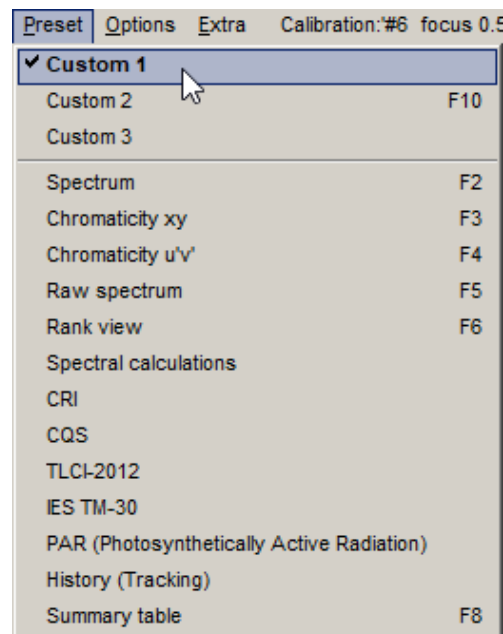 Preset Options Extra Calibration:'#6 focus 0.5
✔ Custom 1
Custom 2 F10
Custom 3
Spectrum F2
Chromaticity xy F3
Chromaticity u'v' F4
Raw spectrum F5
Rank view F6
Spectral calculations
CRI
CQS
TLCI-2012
IES TM-30
PAR (Photosynthetically Active Radiation)
History (Tracking)
Summary table F8